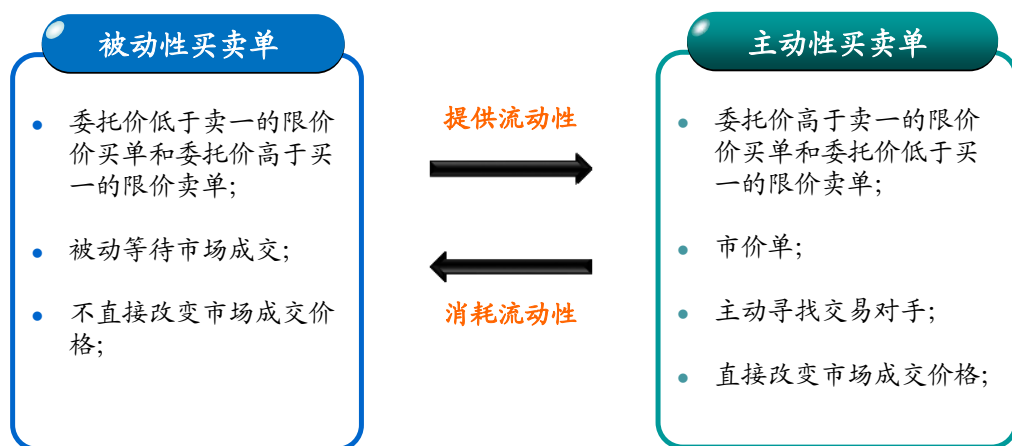 被动性买卖单
委托价低于卖一的限价
价买单和委托价高于买
一的限价卖单;
被动等待市场成交;
不直接改变市场成交价
格;
提供流动性
消耗流动性
主动性买卖单
委托价高于卖一的限价
价买单和委托价低于买
一的限价卖单;
市价单;
主动寻找交易对手;
直接改变市场成交价格;